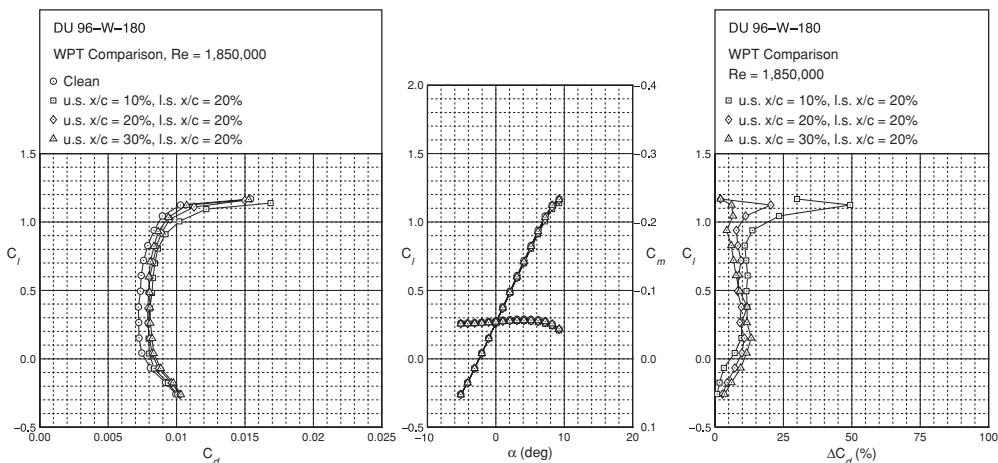 DU 96–W–180
WPT Comparison, Re = 1,850,000
Clean
u.s. x/c = 10%, l.s. x/c = 20%
u.s. x/c = 20%, l.s. x/c = 20%
u.s. x/c = 30%, l.s. x/c = 20%
1.5
1.0
C_l
0.5
0.0
–0.5
0.000
0.005
0.010
0.015
0.020
0.025
C_d
2.0
1.5
1.0
C_l
0.5
0.0
–0.5
–10
0
10
20
α (deg)
–0.4
–0.3
–0.2
C_m
–0.1
0.0
0.1
DU 96–W–180
WPT Comparison
Re = 1,850,000
u.s. x/c = 10%, l.s. x/c = 20%
u.s. x/c = 20%, l.s. x/c = 20%
u.s. x/c = 30%, l.s. x/c = 20%
1.5
1.0
C_l
0.5
0.0
–0.5
0
25
50
75
100
ΔC_d (%)